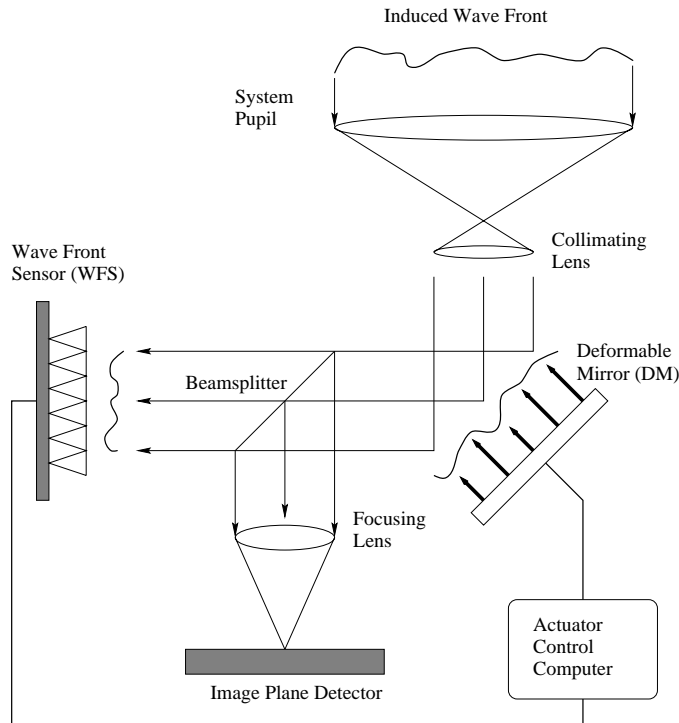 Induced Wave Front
System
Pupil
Collimating
Lens
Wave Front
Sensor (WFS)
Deformable
Mirror (DM)
Beamsplitter
Focusing
Lens
Actuator
Control
Computer
Image Plane Detector